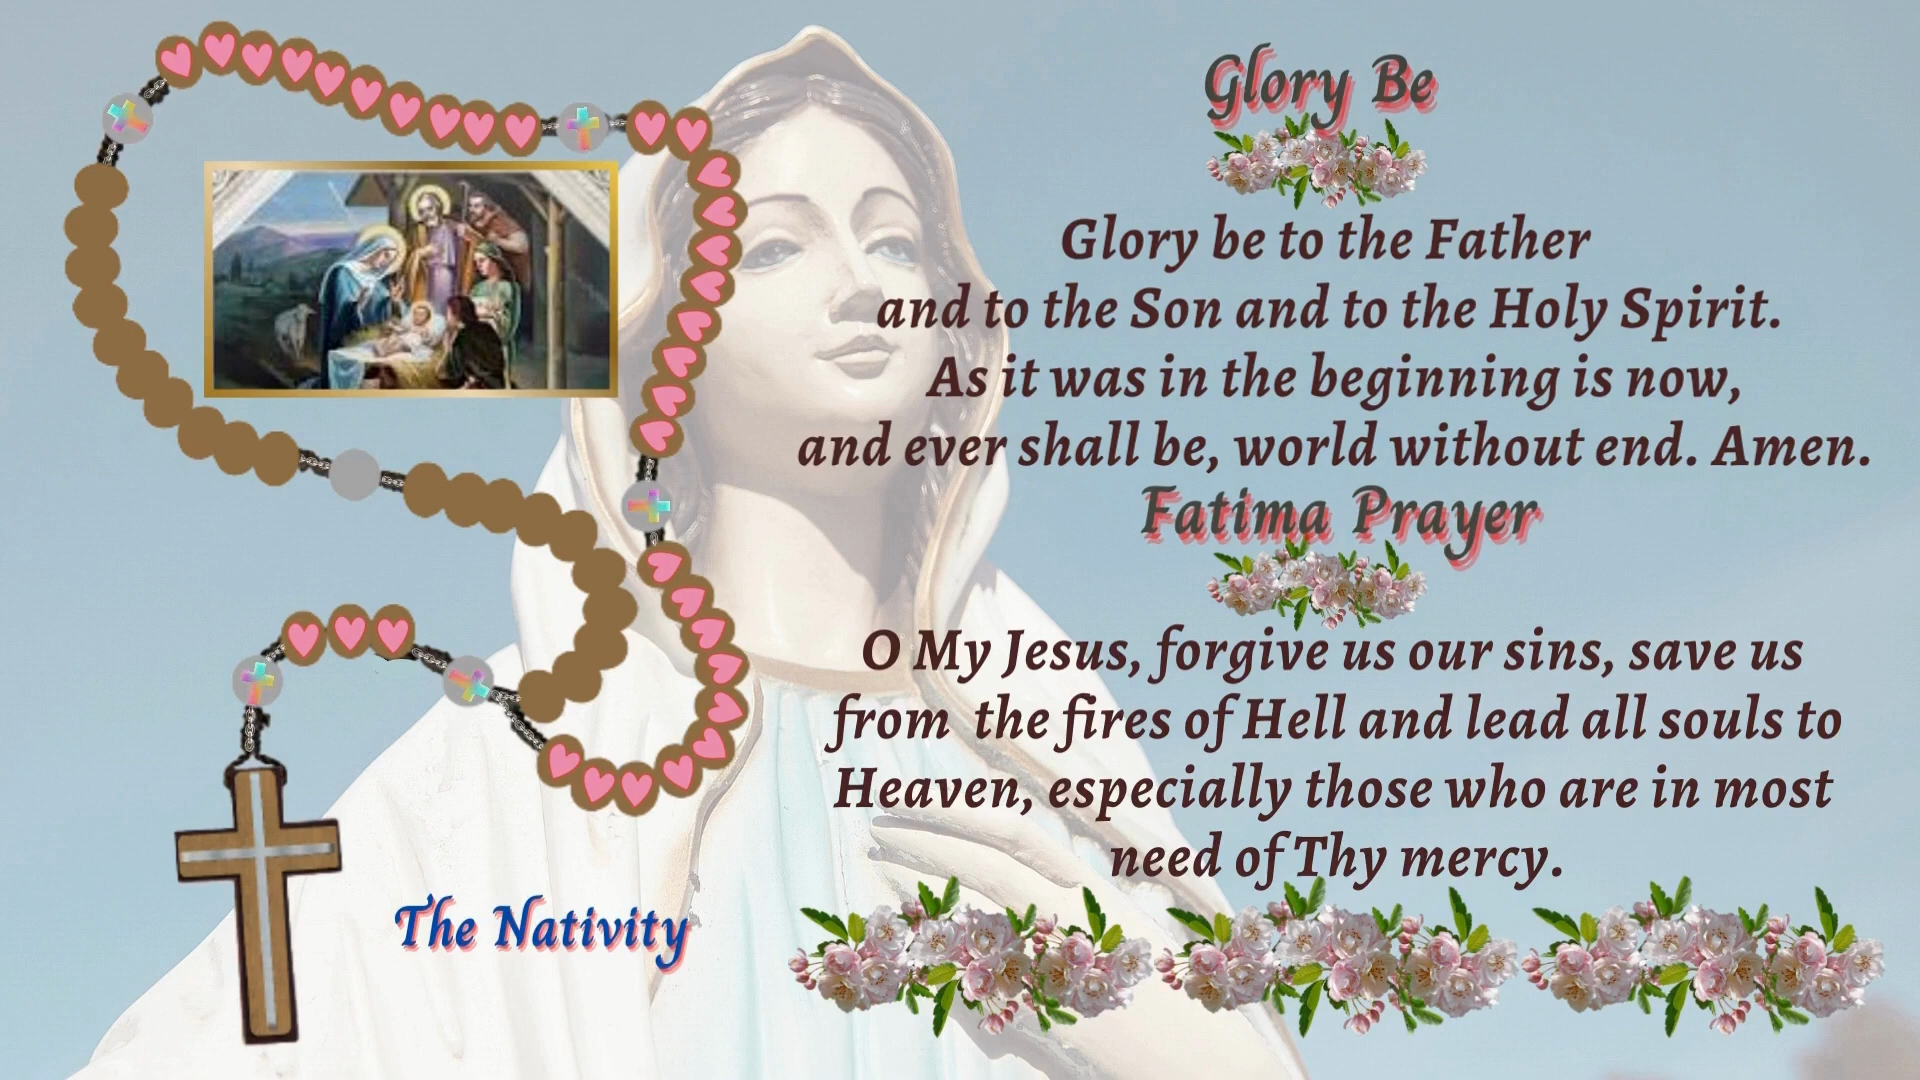 Glory Be
Glory be to the Father
and to the Son and to the Holy Spirit.
As it was in the beginning is now,
and ever shall be, world without end. Amen.
Fatima Prayer
O My Jesus, forgive us our sins, save us
from the fires of Hell and lead all souls to
Heaven, especially those who are in most
need of Thy mercy.
The Nativity